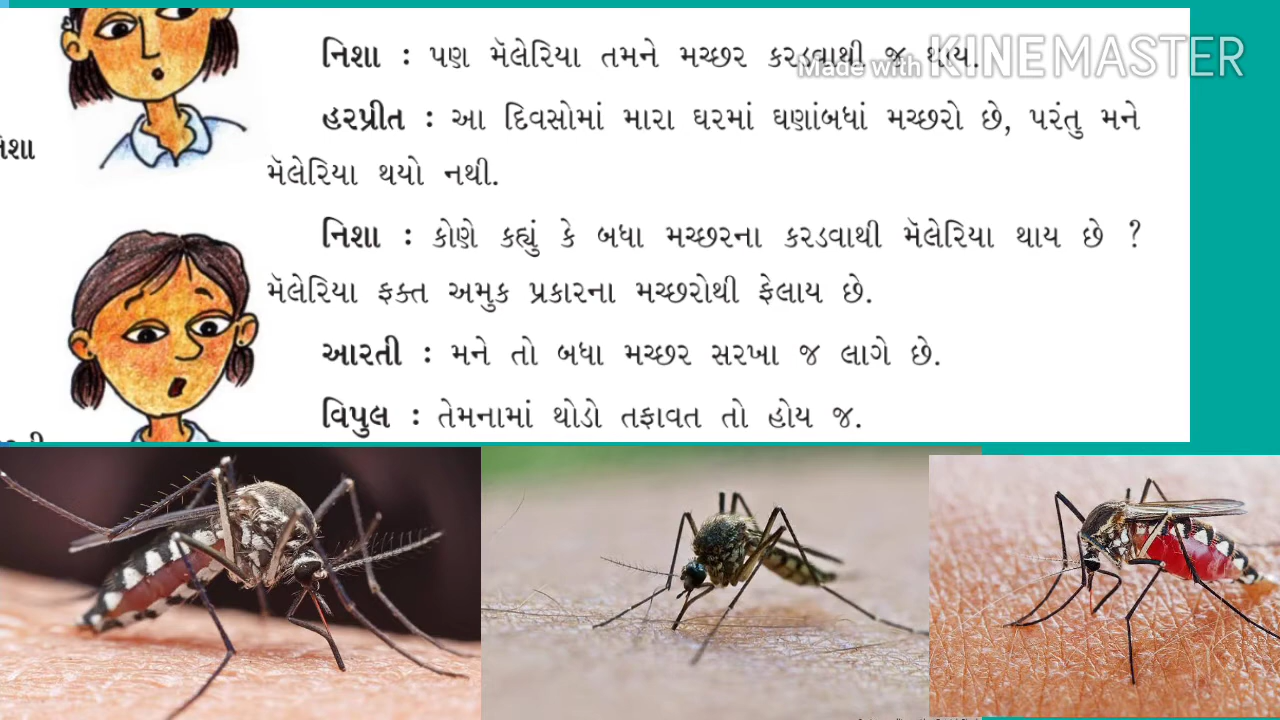 નિશા : પણ મૅલેરિયા તમને મચ્છર કરડવાથી જ થાય.
Made with KINEMASTER
હરપ્રીત : આ દિવસોમાં મારા ઘરમાં ઘણાંબધાં મચ્છરો છે, પરંતુ મને
મૅલેરિયા થયો નથી.
નિશા : કોણે કહ્યું કે બધા મચ્છરના કરડવાથી મૅલેરિયા થાય છે ?
મૅલેરિયા ફક્ત અમુક પ્રકારના મચ્છરોથી ફેલાય છે.
આરતી : મને તો બધા મચ્છર સરખા જ લાગે છે.
વિપુલ : તેમનામાં થોડો તફાવત તો હોય જ.